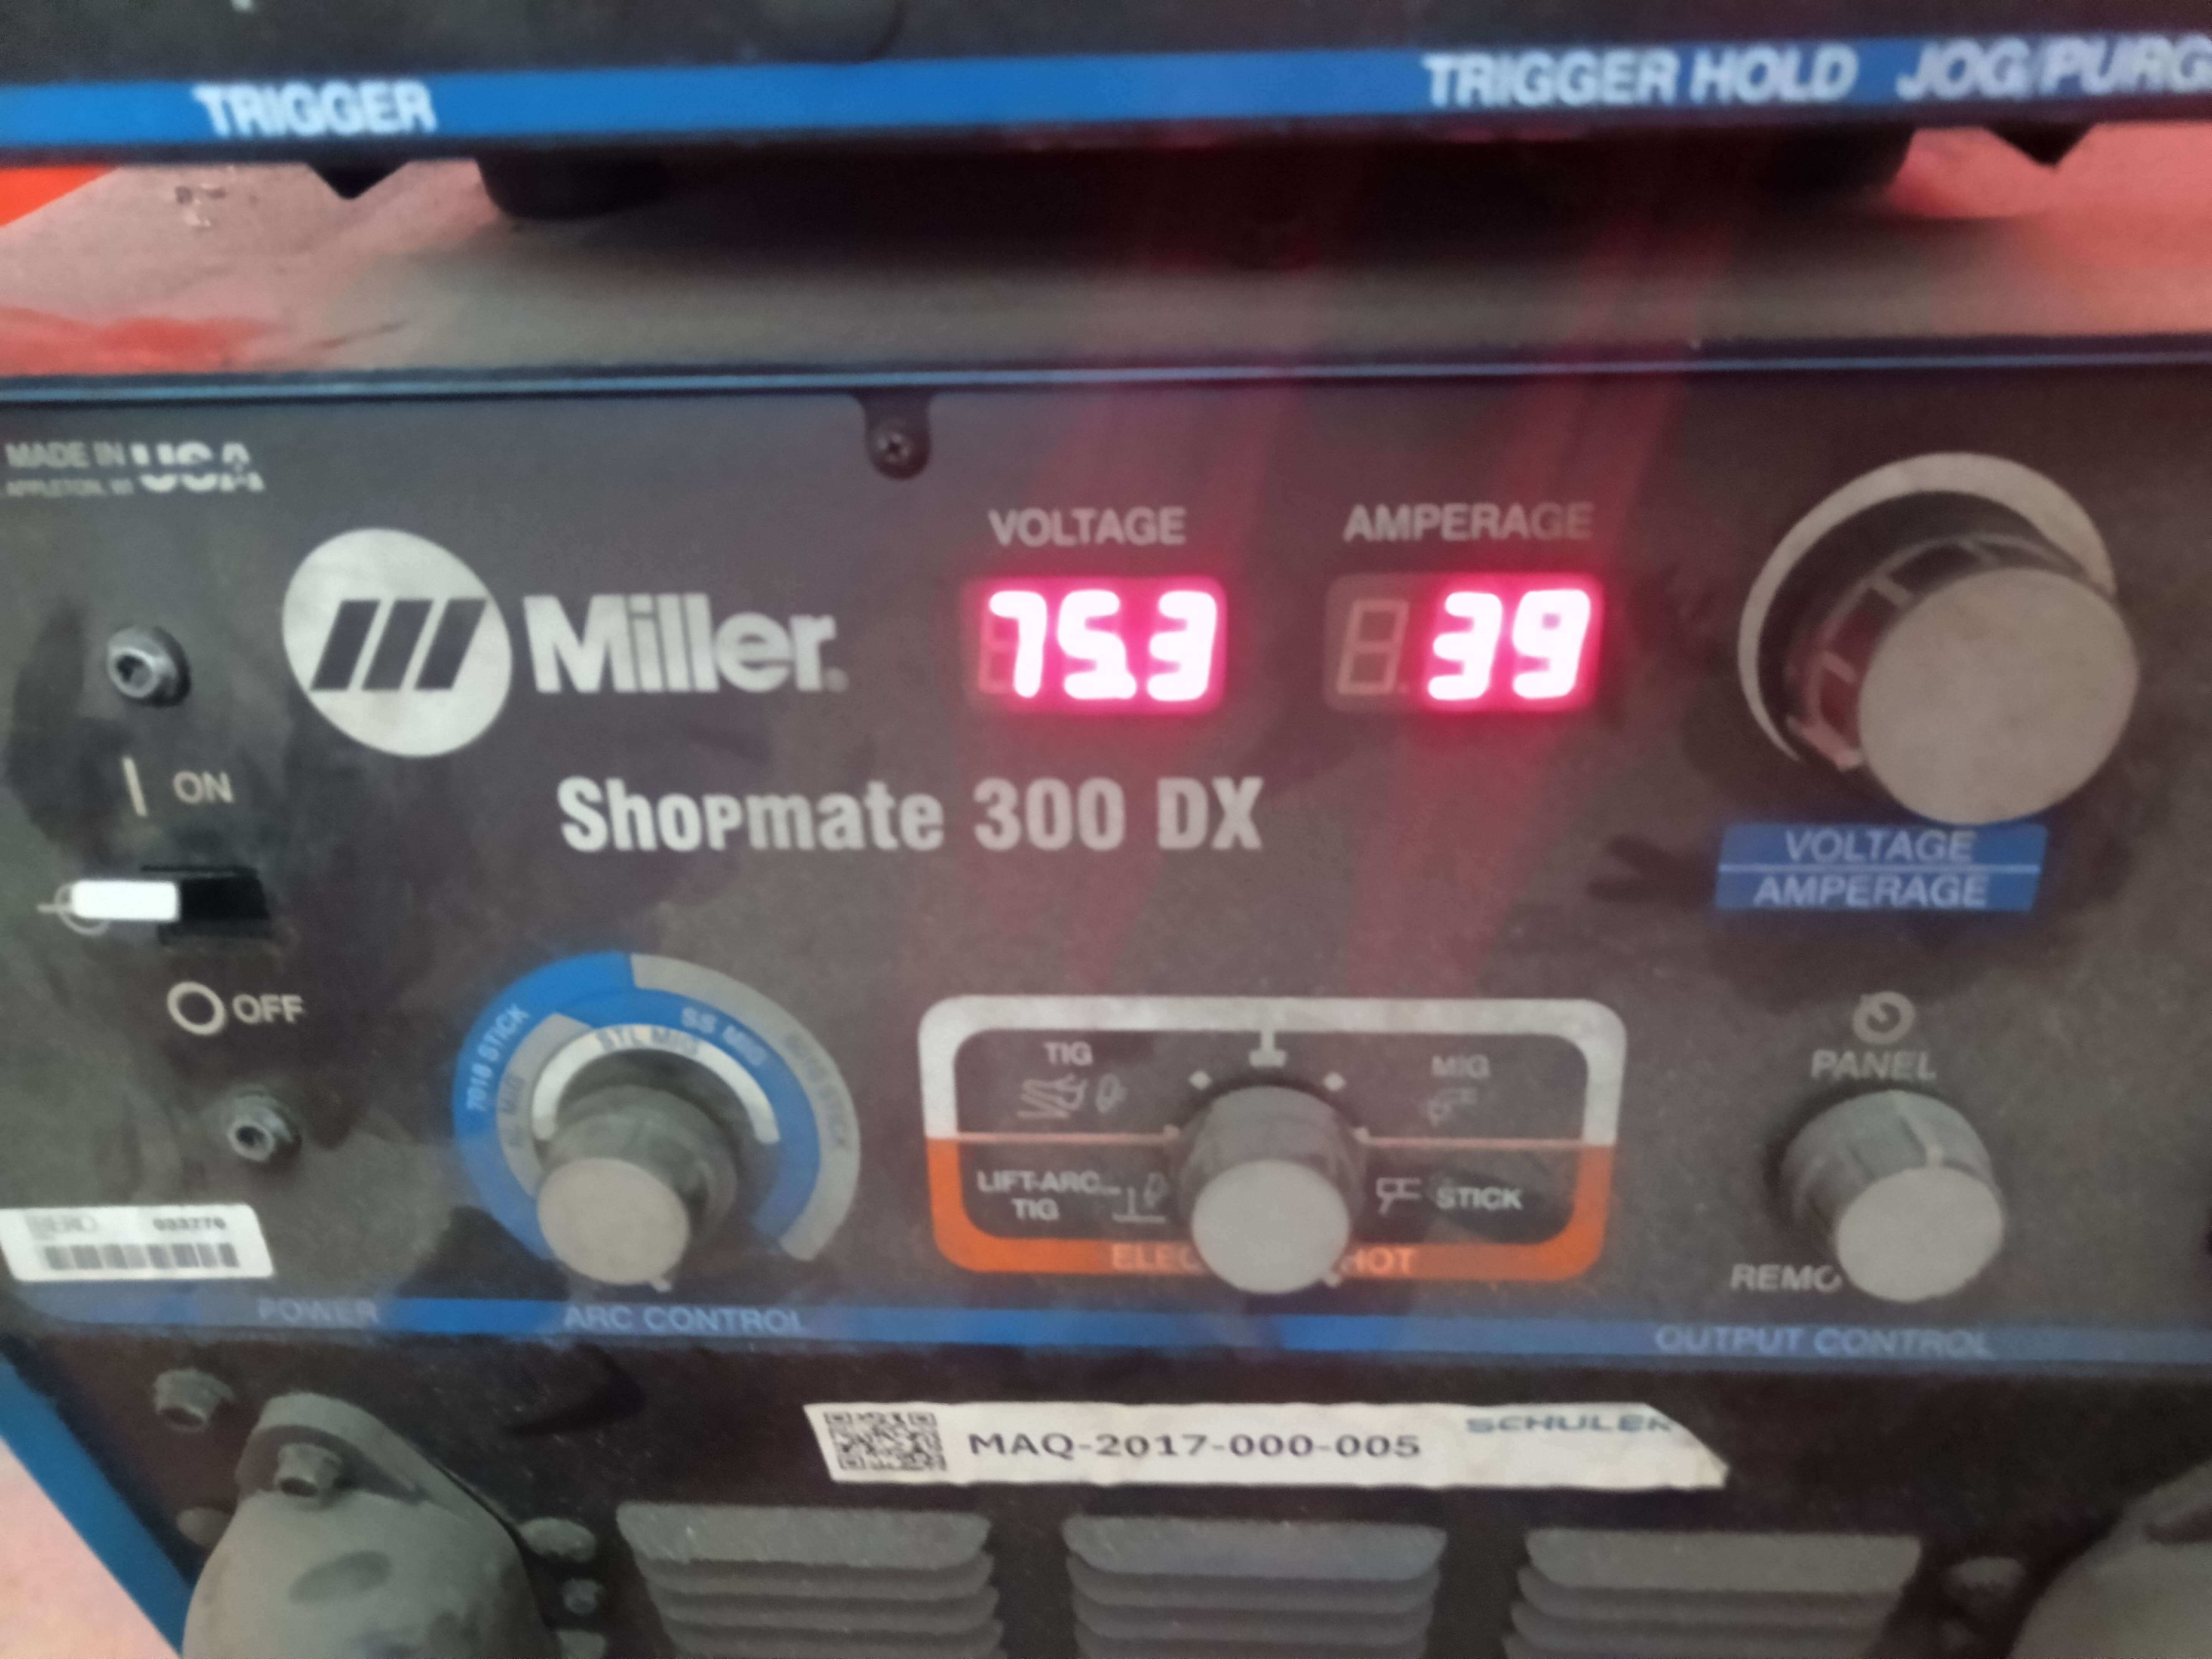 TRIGGER
TRIGGER HOLD
MADE IN USA
APPLETON, WI
VOLTAGE
AMPERAGE
Miller
75.3
39
ON
Shopmate 300 DX
VOLTAGE
AMPERAGE
OFF
7018 STICK
STL MIG
SS MIG
TIG
MIG
PANEL
LIFT-ARC
TIG
STICK
POWER
ARC CONTROL
OUTPUT CONTROL
MAQ-2017-000-005